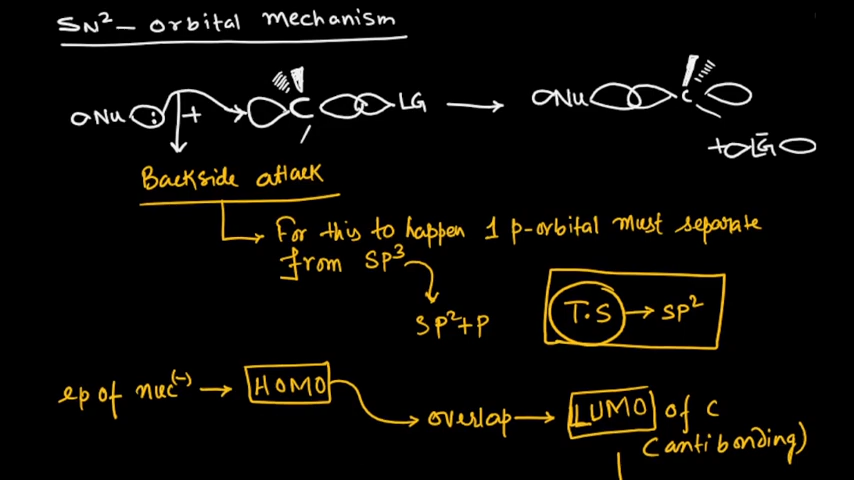 SN²- orbital mechanism
Nu : + C LG → Nu C
+ LG⁻
Backside attack
For this to happen 1 p-orbital must separate
from SP³
SP²+P
T.S → SP²
ep of nuc(-) → HOMO
overlap → LUMO of C
(antibonding)